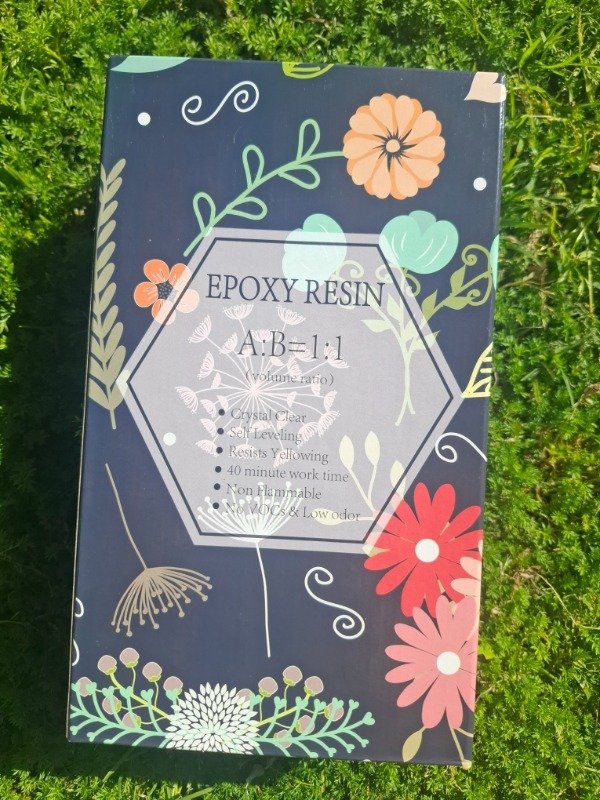 EPOXY RESIN
A:B=1:1
(volume ratio)
• Crystal Clear
• Self Leveling
• Resists Yellowing
• 40 minute work time
• Non Flammable
• No VOCs & Low odor